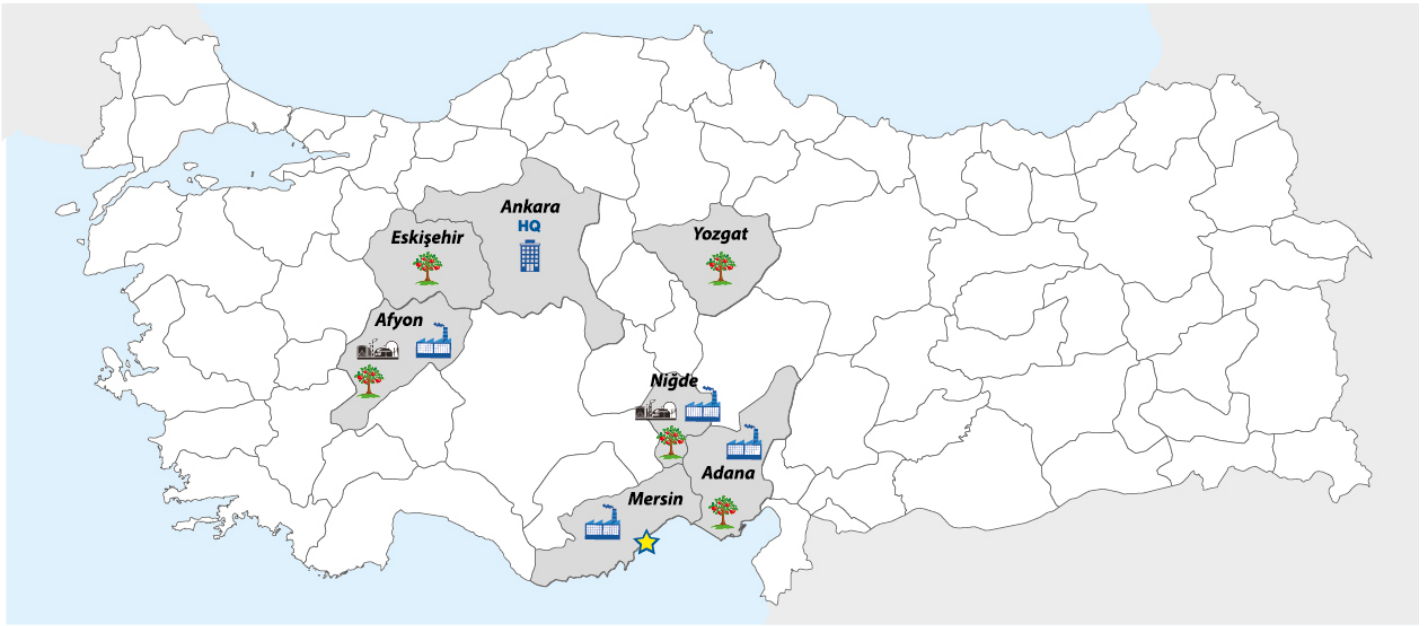 Ankara
HQ
Eskişehir
Yozgat
Afyon
Niğde
Adana
Mersin